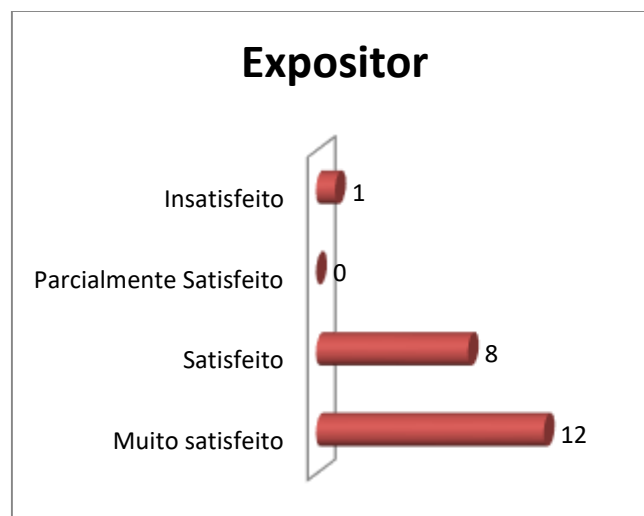 Expositor
Insatisfeito 1
Parcialmente Satisfeito 0
Satisfeito 8
Muito satisfeito 12